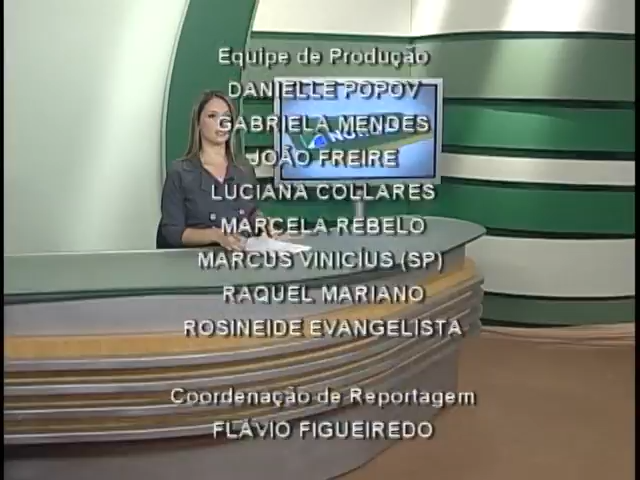 Equipe de Produção
DANIELLE POPOV
GABRIELA MENDES
JOÃO FREIRE
LUCIANA COLLARES
MARCELA REBELO
MARCUS VINICIUS (SP)
RAQUEL MARIANO
ROSINEIDE EVANGELISTA
Coordenação de Reportagem
FLÁVIO FIGUEIREDO